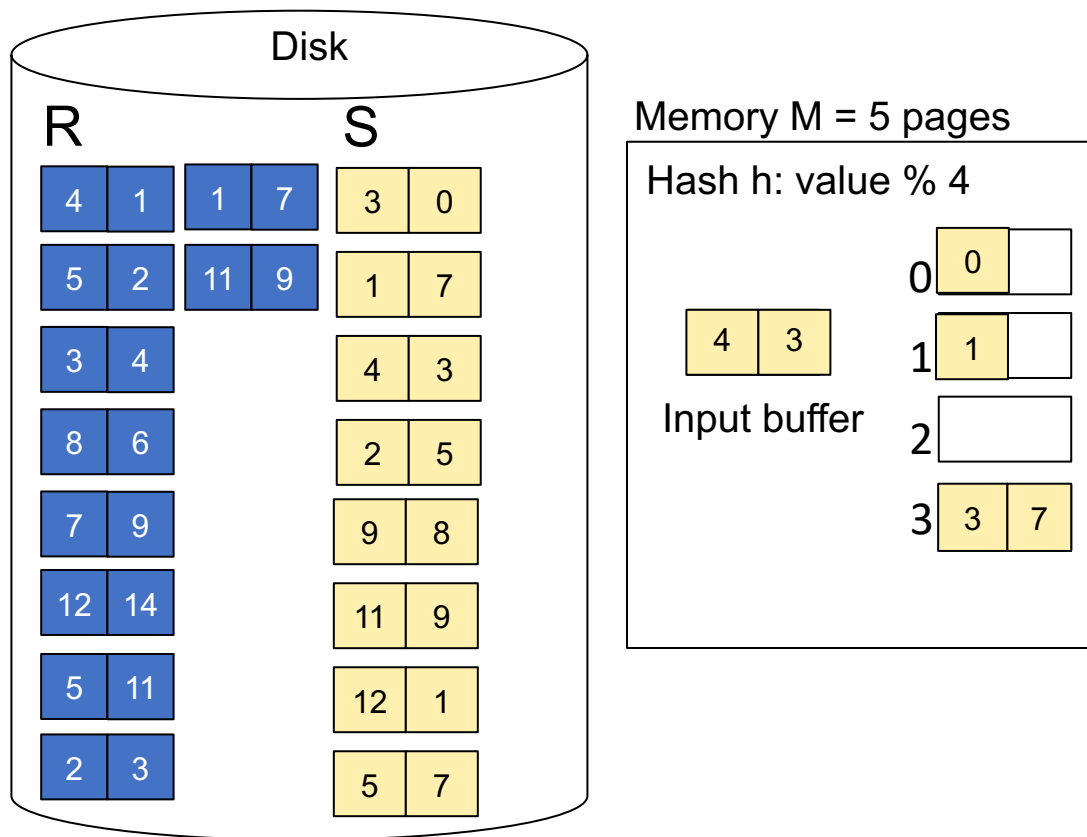 Disk
R S
4 1 1 7
5 2 11 9
3 4
8 6
7 9
12 14
5 11
2 3
3 0
1 7
4 3
2 5
9 8
11 9
12 1
5 7
Memory M = 5 pages
Hash h: value % 4
4 3
Input buffer
0 0
1 1
2
3 3 7